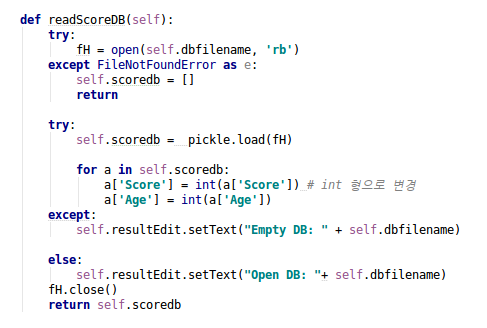 def readScoreDB(self):
    try:
        fH = open(self.dbfilename, 'rb')
    except FileNotFoundError as e:
        self.scoredb = []
        return

    try:
        self.scoredb =  pickle.load(fH)

        for a in self.scoredb:
            a['Score'] = int(a['Score']) # int 형으로 변경
            a['Age'] = int(a['Age'])
    except:
        self.resultEdit.setText("Empty DB: " + self.dbfilename)

    else:
        self.resultEdit.setText("Open DB: "+ self.dbfilename)
    fH.close()
    return self.scoredb